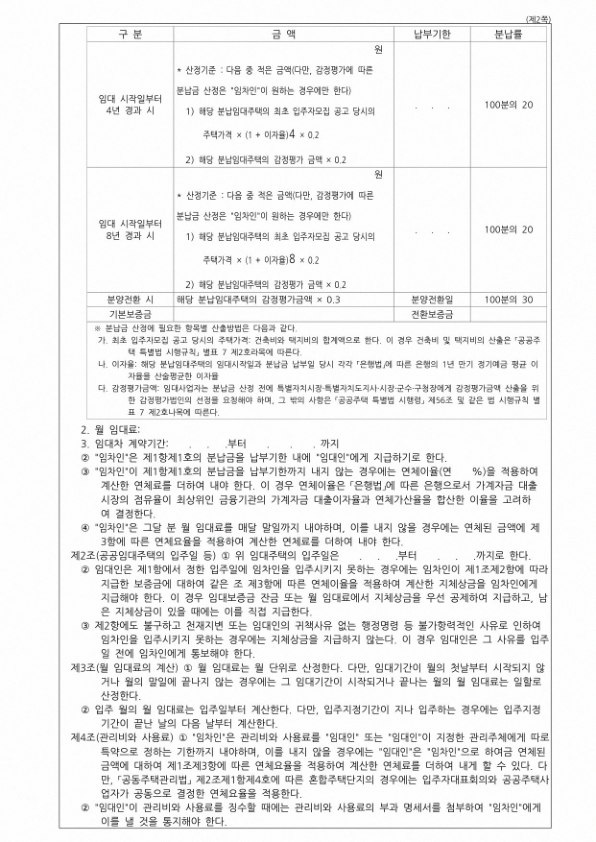 (제2쪽)
구 분 금 액 납부기한 분납률
원
* 산정기준 : 다음 중 적은 금액(다만, 감정평가에 따른
분납금 산정은 "임차인"이 원하는 경우에만 한다)
임대 시작일부터
4년 경과 시
1) 해당 분납임대주택의 최초 입주자모집 공고 당시의
주택가격 × (1 + 이자율)4 × 0.2
2) 해당 분납임대주택의 감정평가 금액 × 0.2
. . .
100분의 20
원
* 산정기준 : 다음 중 적은 금액(다만, 감정평가에 따른
분납금 산정은 "임차인"이 원하는 경우에만 한다)
임대 시작일부터
8년 경과 시
1) 해당 분납임대주택의 최초 입주자모집 공고 당시의
주택가격 × (1 + 이자율)8 × 0.2
2) 해당 분납임대주택의 감정평가 금액 × 0.2
. . .
100분의 20
분양전환 시 해당 분납임대주택의 감정평가금액 × 0.3 분양전환일 100분의 30
기본보증금 전환보증금
※ 분납금 산정에 필요한 항목별 산출방법은 다음과 같다.
가. 최초 입주자모집 공고 당시의 주택가격: 건축비와 택지비의 합계액으로 한다. 이 경우 건축비 및 택지비의 산출은 「공공주
택 특별법 시행규칙」 별표 7 제2호라목에 따른다.
나. 이자율: 해당 분납임대주택의 임대시작일과 분납금 납부일 당시 각각 「은행법」에 따른 은행의 1년 만기 정기예금 평균 이
자율을 산술평균한 이자율
다. 감정평가금액: 임대사업자는 분납금 산정 전에 특별자치시장·특별자치도지사·시장·군수·구청장에게 감정평가금액 산출을 위
한 감정평가법인의 선정을 요청해야 하며, 그 밖의 사항은 「공공주택 특별법 시행령」 제56조 및 같은 법 시행규칙 별
표 7 제2호나목에 따른다.
2. 월 임대료:
3. 임대차 계약기간: . . .부터 . . . 까지
② "임차인"은 제1항제1호의 분납금을 납부기한 내에 "임대인"에게 지급하기로 한다.
③ "임차인"이 제1항제1호의 분납금을 납부기한까지 내지 않는 경우에는 연체이율(연 %)을 적용하여
계산한 연체료를 더하여 내야 한다. 이 경우 연체이율은 「은행법」에 따른 은행으로서 가계자금 대출
시장의 점유율이 최상위인 금융기관의 가계자금 대출이자율과 연체가산율을 합산한 이율을 고려하
여 결정한다.
④ "임차인"은 그달 분 월 임대료를 매달 말일까지 내야하며, 이를 내지 않을 경우에는 연체된 금액에 제
3항에 따른 연체요율을 적용하여 계산한 연체료를 더하여 내야 한다.
제2조(공공임대주택의 입주일 등) ① 위 임대주택의 입주일은 . . .부터 . . .까지로 한다.
② 임대인은 제1항에서 정한 입주일에 임차인을 입주시키지 못하는 경우에는 임차인이 제1조제2항에 따라
지급한 보증금에 대하여 같은 조 제3항에 따른 연체이율을 적용하여 계산한 지체상금을 임차인에게
지급해야 한다. 이 경우 임대보증금 잔금 또는 월 임대료에서 지체상금을 우선 공제하여 지급하고, 남
은 지체상금이 있을 때에는 이를 직접 지급한다.
③ 제2항에도 불구하고 천재지변 또는 임대인의 귀책사유 없는 행정명령 등 불가항력적인 사유로 인하여
임차인을 입주시키지 못하는 경우에는 지체상금을 지급하지 않는다. 이 경우 임대인은 그 사유를 입주
일 전에 임차인에게 통보해야 한다.
제3조(월 임대료의 계산) ① 월 임대료는 월 단위로 산정한다. 다만, 임대기간이 월의 첫날부터 시작되지 않
거나 월의 말일에 끝나지 않는 경우에는 그 임대기간이 시작되거나 끝나는 월의 월 임대료는 일할로
산정한다.
② 입주 월의 월 임대료는 입주일부터 계산한다. 다만, 입주지정기간이 지나 입주하는 경우에는 입주지정
기간이 끝난 날의 다음 날부터 계산한다.
제4조(관리비와 사용료) ① "임차인"은 관리비와 사용료를 "임대인" 또는 "임대인"이 지정한 관리주체에게 따로
특약으로 정하는 기한까지 내야하며, 이를 내지 않을 경우에는 "임대인"은 "임차인"으로 하여금 연체된
금액에 대하여 제1조제3항에 따른 연체요율을 적용하여 계산한 연체료를 더하여 내게 할 수 있다. 다
만, 「공동주택관리법」 제2조제1항제4호에 따른 혼합주택단지의 경우에는 입주자대표회의와 공공주택사
업자가 공동으로 결정한 연체요율을 적용한다.
② "임대인"이 관리비와 사용료를 징수할 때에는 관리비와 사용료의 부과 명세서를 첨부하여 "임차인"에게
이를 낼 것을 통지해야 한다.